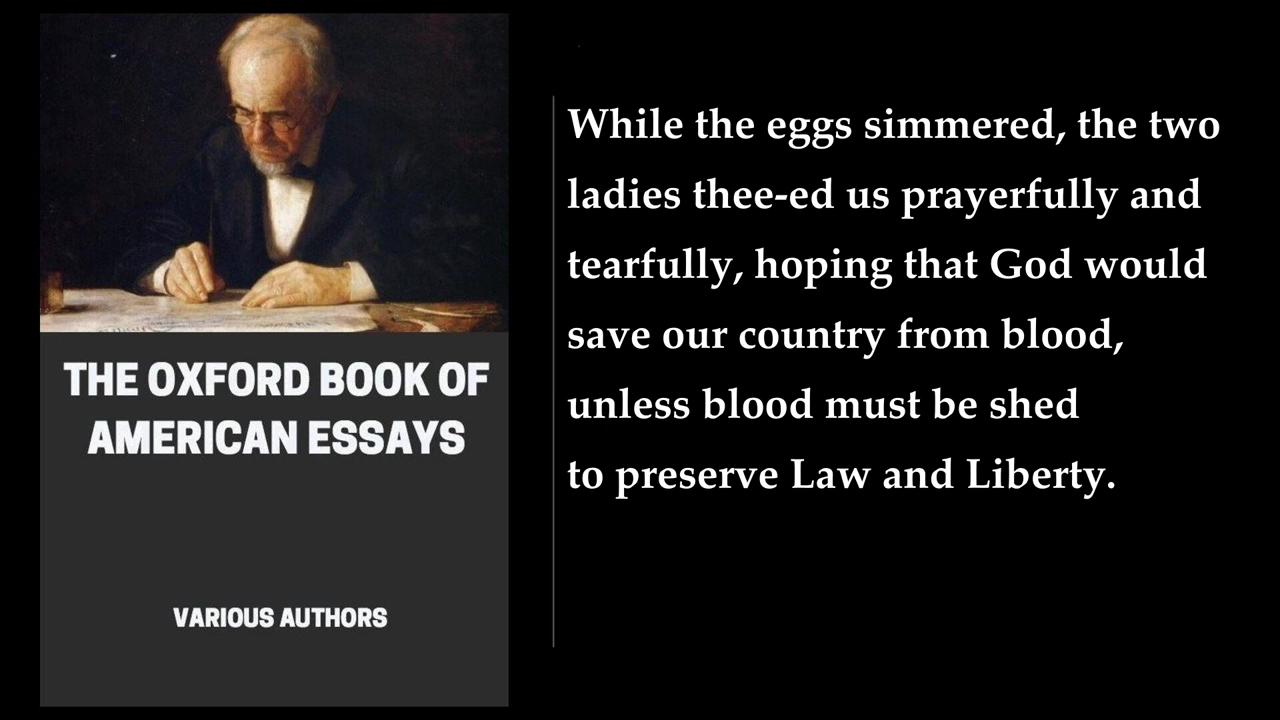 THE OXFORD BOOK OF
AMERICAN ESSAYS
VARIOUS AUTHORS
While the eggs simmered, the two
ladies thee-ed us prayerfully and
tearfully, hoping that God would
save our country from blood,
unless blood must be shed
to preserve Law and Liberty.